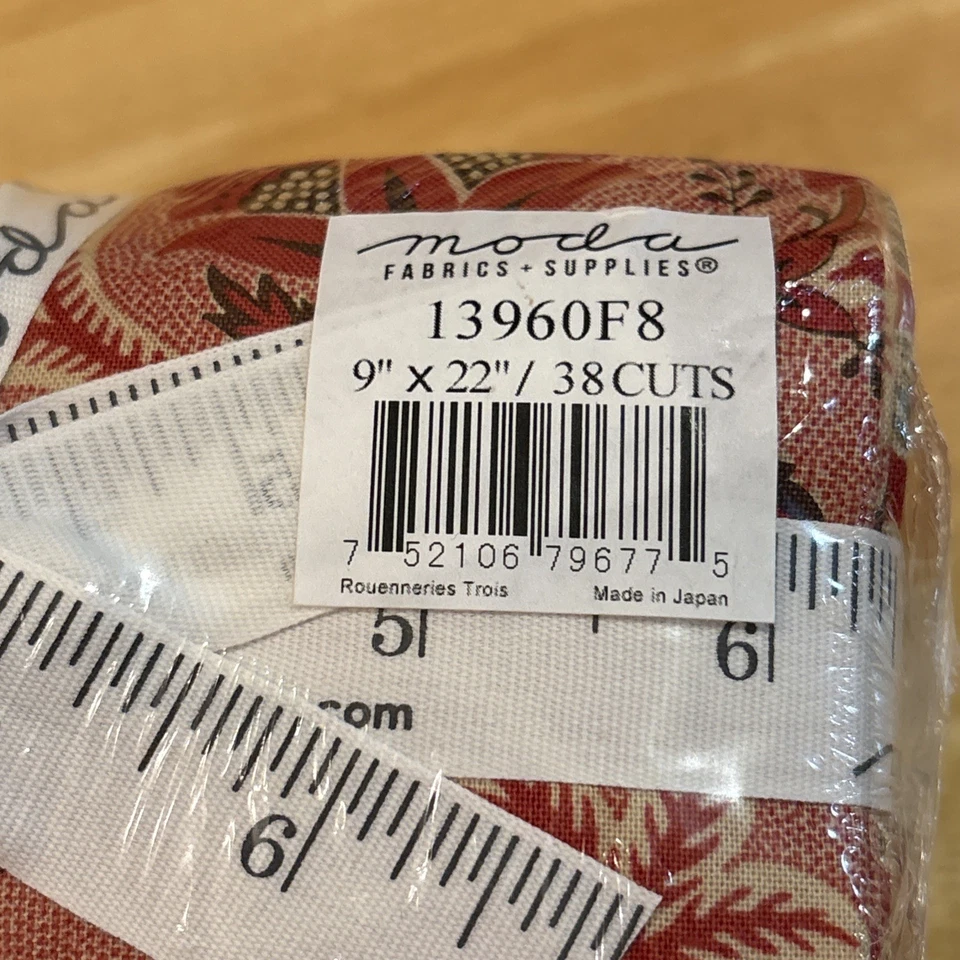 moda
FABRICS + SUPPLIES®
13960F8
9" x 22" / 38 CUTS
7 52106 79677 5
Rouenneries Trois Made in Japan
5 6
.com
6